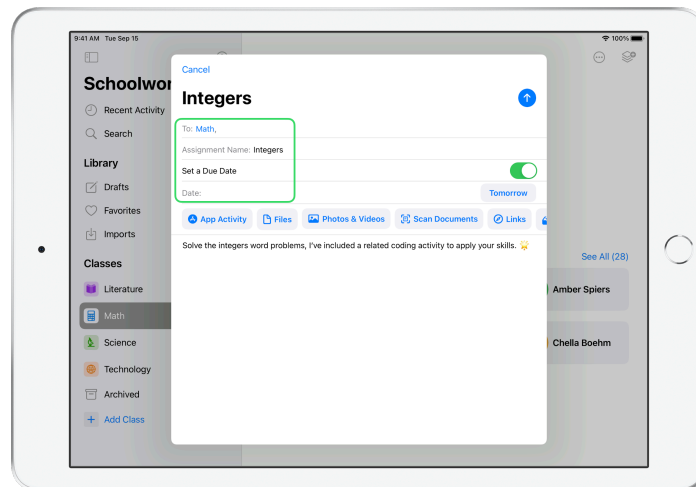 9:41 AM Tue Sep 15
100%
Schoolwor
Recent Activity
Search
Library
Drafts
Favorites
Imports
Classes
Literature
Math
Science
Technology
Archived
Add Class
Cancel
Integers
To: Math,
Assignment Name: Integers
Set a Due Date
Date: Tomorrow
App Activity Files Photos & Videos Scan Documents Links
Solve the integers word problems, I've included a related coding activity to apply your skills.
See All (28)
Amber Spiers
Chella Boehm